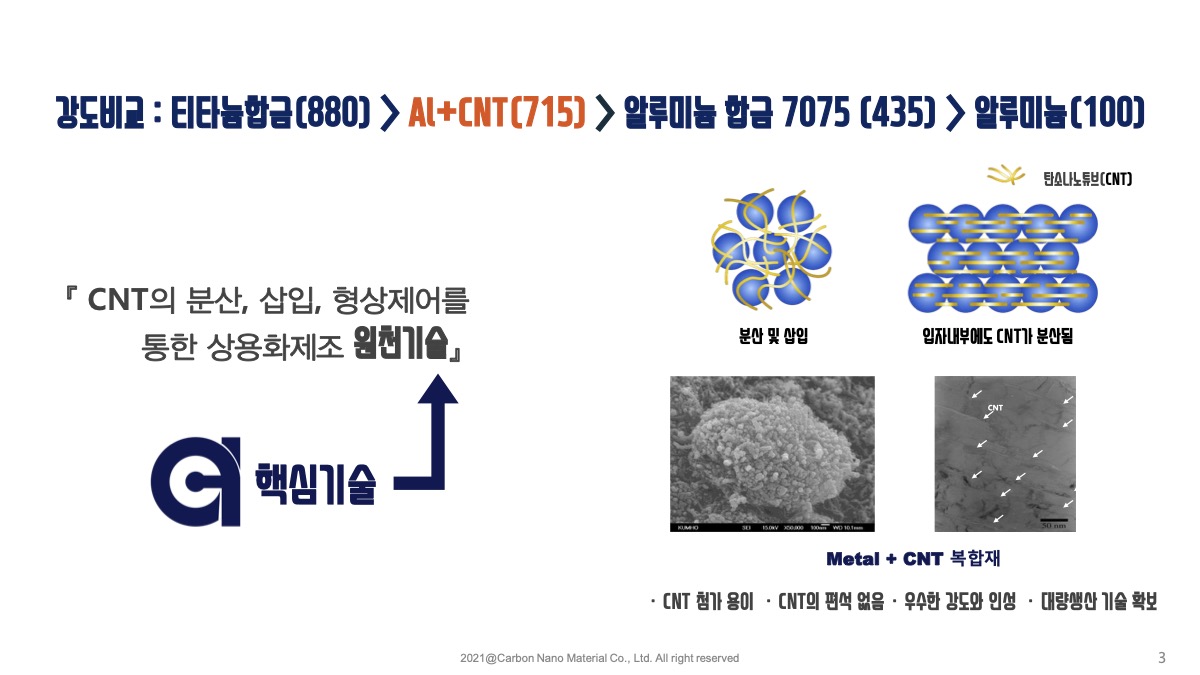 강도비교 : 티타늄합금(880) > Al+CNT(715) > 알루미늄 합금 7075 (435) > 알루미늄(100)
탄소나노튜브(CNT)
『 CNT의 분산, 삽입, 형상제어를
통한 상용화제조 원천기술』
핵심기술
분산 및 삽입
입자내부에도 CNT가 분산됨
KUMHO SEI 15.0kV X50,000 100nm WD 10.1mm
CNT
50 nm
Metal + CNT 복합재
· CNT 첨가 용이 · CNT의 편석 없음 · 우수한 강도와 인성 · 대량생산 기술 확보
2021@Carbon Nano Material Co., Ltd. All right reserved
3